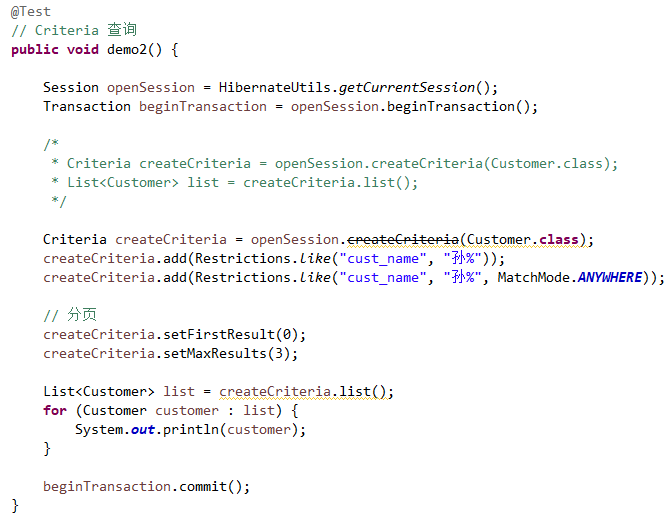 @Test
// Criteria 查询
public void demo2() {
Session openSession = HibernateUtils.getCurrentSession();
Transaction beginTransaction = openSession.beginTransaction();
/*
* Criteria createCriteria = openSession.createCriteria(Customer.class);
* List<Customer> list = createCriteria.list();
*/
Criteria createCriteria = openSession.createCriteria(Customer.class);
createCriteria.add(Restrictions.like("cust_name", "孙%"));
createCriteria.add(Restrictions.like("cust_name", "孙%", MatchMode.ANYWHERE));
// 分页
createCriteria.setFirstResult(0);
createCriteria.setMaxResults(3);
List<Customer> list = createCriteria.list();
for (Customer customer : list) {
System.out.println(customer);
}
beginTransaction.commit();
}